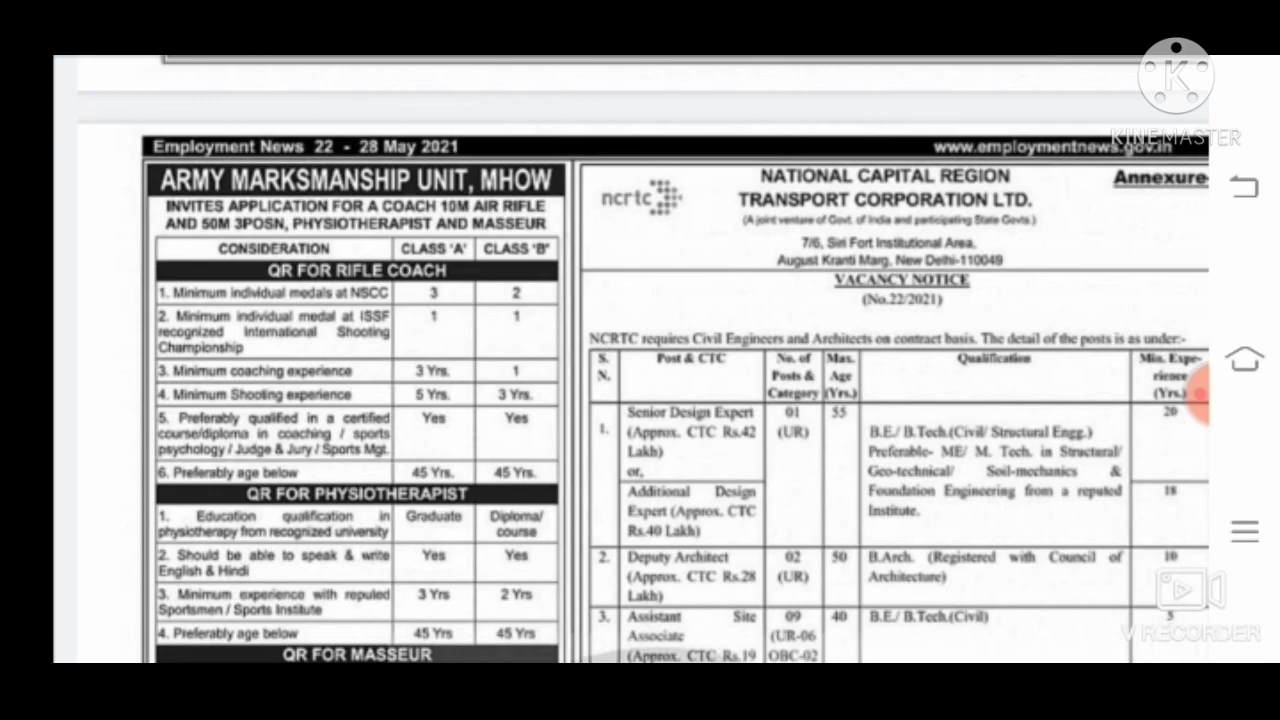 Employment News 22 - 28 May 2021
www.employmentnews.gov.in
ARMY MARKSMANSHIP UNIT, MHOW
INVITES APPLICATION FOR A COACH 10M AIR RIFLE
AND 50M 3POSN, PHYSIOTHERAPIST AND MASSEUR
CONSIDERATION CLASS 'A' CLASS 'B'
QR FOR RIFLE COACH
1. Minimum individual medals at NSCC 3 2
2. Minimum individual medal at ISSF 1 1
recognized International Shooting
Championship
3. Minimum coaching experience 3 Yrs. 1
4. Minimum Shooting experience 5 Yrs. 3 Yrs.
5. Preferably qualified in a certified Yes Yes
course/diploma in coaching / sports
psychology / Judge & Jury / Sports Mgt.
6. Preferably age below 45 Yrs. 45 Yrs.
QR FOR PHYSIOTHERAPIST
1. Education qualification in Graduate Diploma/
physiotherapy from recognized university course
2. Should be able to speak & write Yes Yes
English & Hindi
3. Minimum experience with repuled 3 Yrs 2 Yrs
Sportsmen / Sports Institute
4. Preferably age below 45 Yrs 45 Yrs
QR FOR MASSEUR
ncrtc
NATIONAL CAPITAL REGION
TRANSPORT CORPORATION LTD.
Annexure-
(A joint venture of Govt. of India and participating State Govts.)
7/6, Siri Fort Institutional Area,
August Kranti Marg, New Delhi-110049
VACANCY NOTICE
(No.22/2021)
NCRTC requires Civil Engineers and Architects on contract basis. The detail of the posts is as under:-
S. Post & CTC No. of Max. Qualification Min. Expe-
N. Posts & Age rience
Category (Yrs.) (Yrs.)
1. Senior Design Expert 01 55 20
(Approx. CTC Rs.42 (UR) B.E./ B.Tech.(Civil/ Structural Engg.)
Lakh) Preferable- ME/ M. Tech. in Structural/
or, Geo-technical/ Soil-mechanics &
Additional Design Foundation Engineering from a reputed 18
Expert (Approx. CTC Institute.
Rs.40 Lakh)
2. Deputy Architect 02 50 B.Arch. (Registered with Council of 10
(Approx. CTC Rs.28 (UR) Architecture)
Lakh)
3. Assistant Site 09 40 B.E./ B.Tech.(Civil) 5
Associate (UR-06
(Approx. CTC Rs.19 OBC-02
K
KINEMASTER
V RECORDER